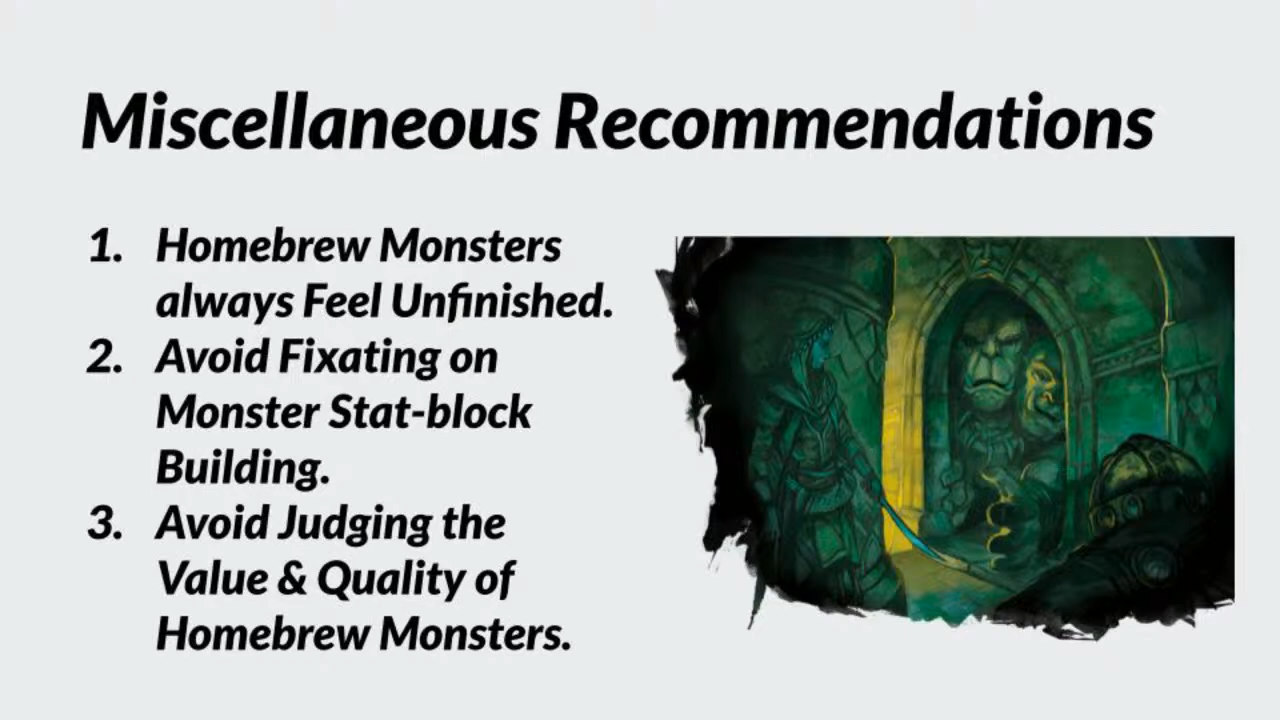 Miscellaneous Recommendations
1. Homebrew Monsters
always Feel Unfinished.
2. Avoid Fixating on
Monster Stat-block
Building.
3. Avoid Judging the
Value & Quality of
Homebrew Monsters.